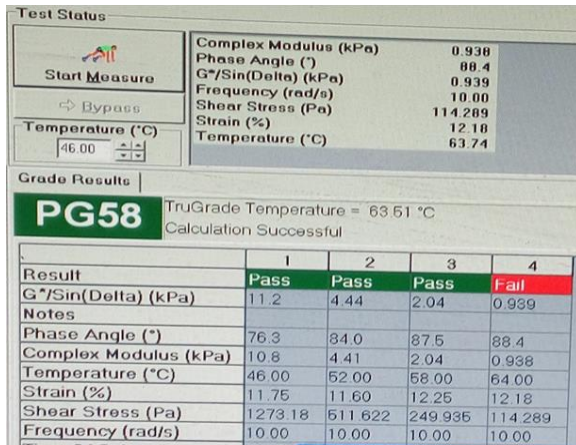 Test Status
Start Measure
Bypass
Temperature (°C)
46.00
Complex Modulus (kPa) 0.938
Phase Angle (°) 88.4
G*/Sin(Delta) (kPa) 0.939
Frequency (rad/s) 10.00
Shear Stress (Pa) 114.289
Strain (%) 12.18
Temperature (°C) 63.74
Grade Results
PG58
TruGrade Temperature = 63.51 °C
Calculation Successful
1 2 3 4
Result Pass Pass Pass Fail
G*/Sin(Delta) (kPa) 11.2 4.44 2.04 0.939
Notes
Phase Angle (°) 76.3 84.0 87.5 88.4
Complex Modulus (kPa) 10.8 4.41 2.04 0.938
Temperature (°C) 46.00 52.00 58.00 64.00
Strain (%) 11.75 11.60 12.25 12.18
Shear Stress (Pa) 1273.18 511.622 249.935 114.289
Frequency (rad/s) 10.00 10.00 10.00 10.00